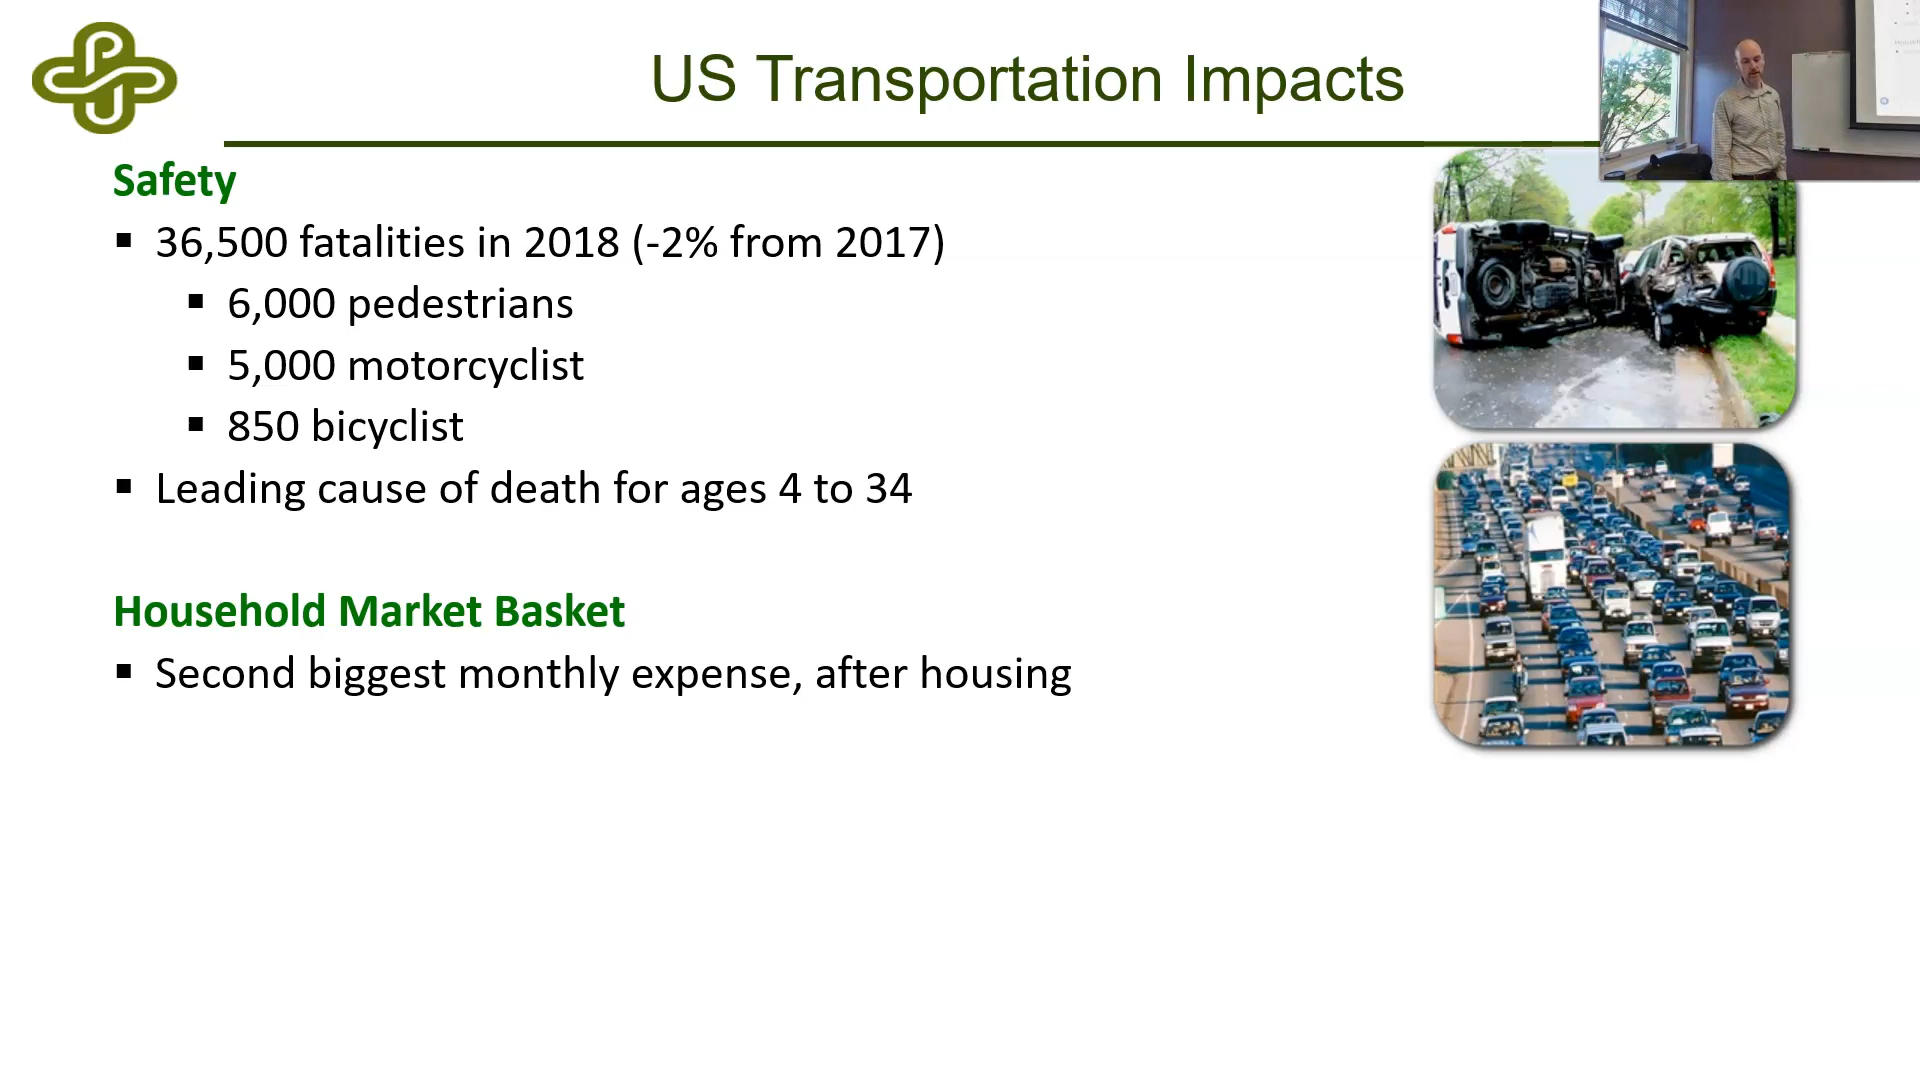 US Transportation Impacts
Safety
▪ 36,500 fatalities in 2018 (-2% from 2017)
▪ 6,000 pedestrians
▪ 5,000 motorcyclist
▪ 850 bicyclist
▪ Leading cause of death for ages 4 to 34
Household Market Basket
▪ Second biggest monthly expense, after housing